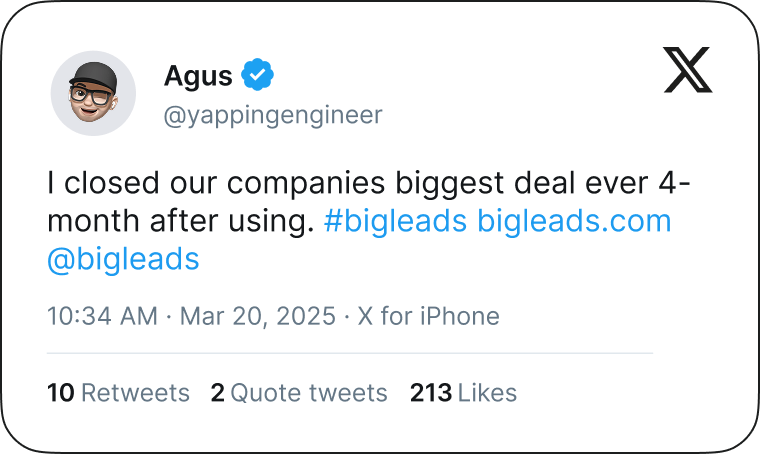 Agus
@yappingengineer
I closed our companies biggest deal ever 4-
month after using. #bigleads bigleads.com
@bigleads
10:34 AM · Mar 20, 2025 · X for iPhone
10 Retweets 2 Quote tweets 213 Likes